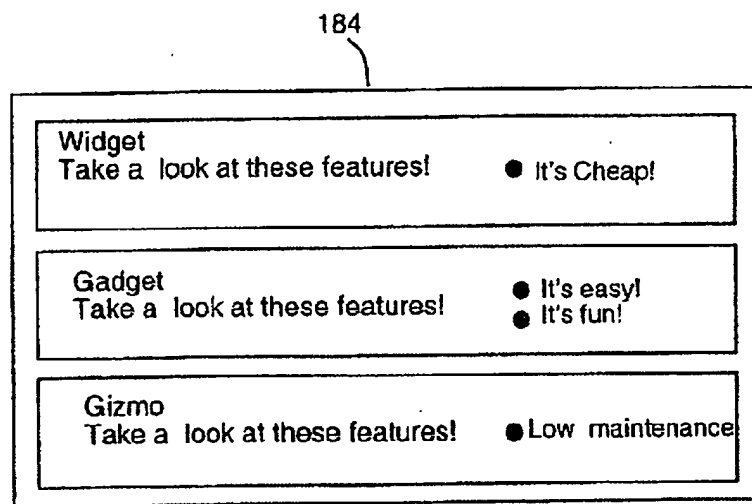 184
Widget
Take a look at these features! ● It's Cheap!
Gadget
Take a look at these features! ● It's easy!
● It's fun!
Gizmo
Take a look at these features! ● Low maintenance